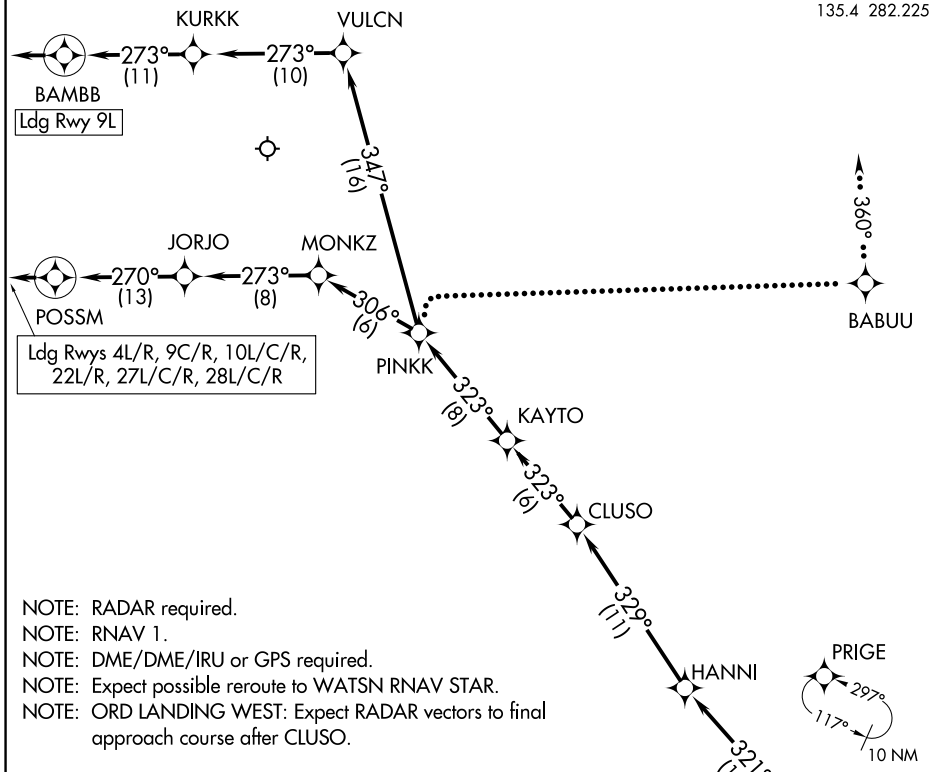 135.4 282.225
KURKK
VULCN
273°
(11)
273°
(10)
BAMBB
Ldg Rwy 9L
347°
(16)
360°
JORJO
MONKZ
270°
(13)
273°
(8)
306°
(6)
POSSM
BABUU
Ldg Rwys 4L/R, 9C/R, 10L/C/R,
22L/R, 27L/C/R, 28L/C/R
PINKK
323°
(8)
KAYTO
323°
(6)
CLUSO
329°
(11)
NOTE: RADAR required.
NOTE: RNAV 1.
NOTE: DME/DME/IRU or GPS required.
NOTE: Expect possible reroute to WATSN RNAV STAR.
NOTE: ORD LANDING WEST: Expect RADAR vectors to final
approach course after CLUSO.
HANNI
PRIGE
297°
117°
10 NM
321°